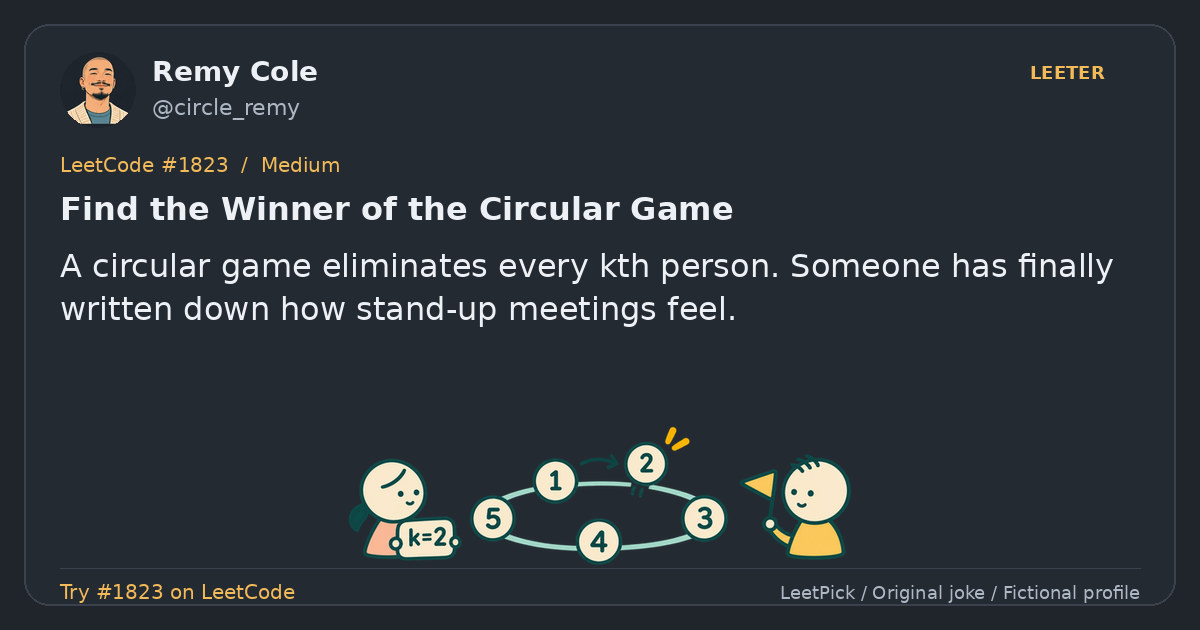 Remy Cole
@circle_remy
LEETER
LeetCode #1823 / Medium
Find the Winner of the Circular Game
A circular game eliminates every kth person. Someone has finally
written down how stand-up meetings feel.
1
2
3
4
5
k=2
Try #1823 on LeetCode
LeetPick / Original joke / Fictional profile